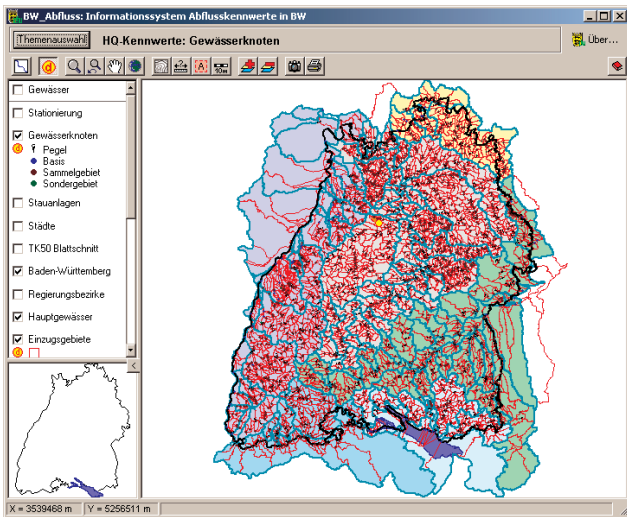 BW_Abfluss: Informationssystem Abflusskennwerte in BW
Themenauswahl HQ-Kennwerte: Gewässerknoten Über...
10m
Gewässer
Stationierung
Gewässerknoten
Pegel
Basis
Sammelgebiet
Sondergebiet
Stauanlagen
Städte
TK50 Blattschnitt
Baden-Württemberg
Regierungsbezirke
Hauptgewässer
Einzugsgebiete
X = 3539468 m Y = 5256511 m